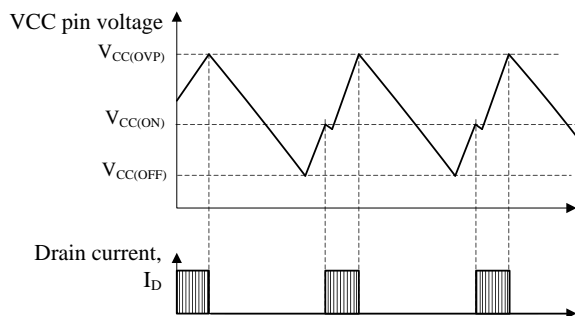 VCC pin voltage
VCC(OVP)
VCC(ON)
VCC(OFF)
Drain current,
ID